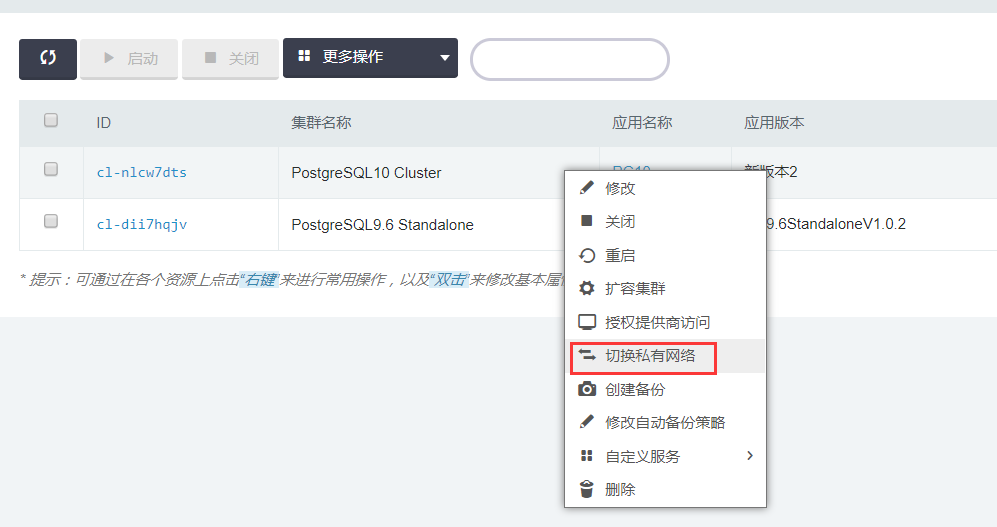 启动 关闭 更多操作
ID 集群名称 应用名称 应用版本
cl-nlcw7dts PostgreSQL10 Cluster 新版本2
cl-dii7hqjv PostgreSQL9.6 Standalone 9.6StandaloneV1.0.2
* 提示：可通过在各个资源上点击“右键”来进行常用操作，以及“双击”来修改基本属
修改
关闭
重启
扩容集群
授权提供商访问
切换私有网络
创建备份
修改自动备份策略
自定义服务
删除